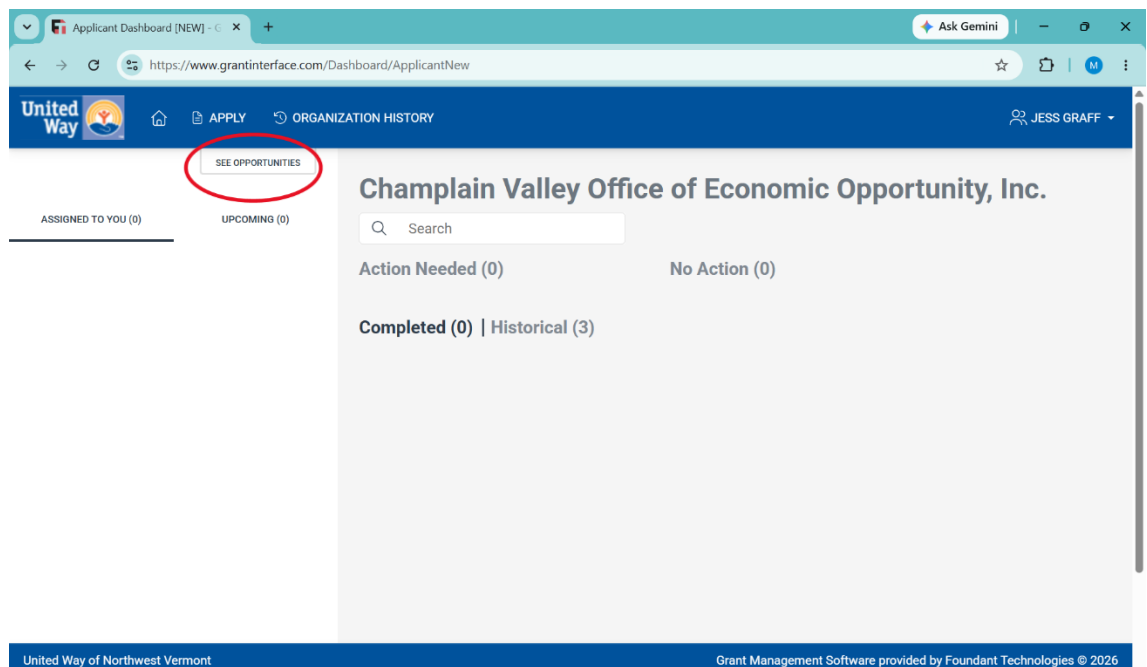 Applicant Dashboard [NEW] - G
Ask Gemini
https://www.grantinterface.com/Dashboard/ApplicantNew
M
United Way
APPLY
ORGANIZATION HISTORY
JESS GRAFF
SEE OPPORTUNITIES
ASSIGNED TO YOU (0)
UPCOMING (0)
Champlain Valley Office of Economic Opportunity, Inc.
Search
Action Needed (0)
No Action (0)
Completed (0) | Historical (3)
United Way of Northwest Vermont
Grant Management Software provided by Foundant Technologies © 2026